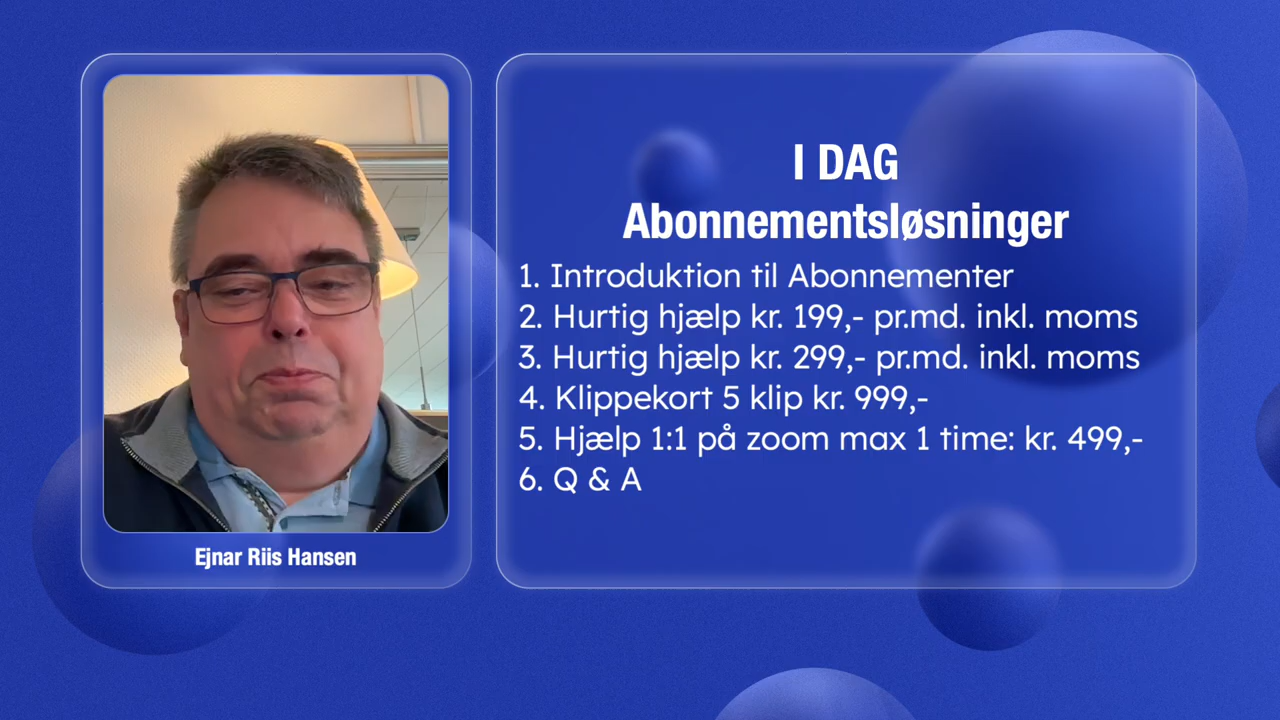 Ejnar Riis Hansen
I DAG
Abonnementsløsninger
1. Introduktion til Abonnementer
2. Hurtig hjælp kr. 199,- pr.md. inkl. moms
3. Hurtig hjælp kr. 299,- pr.md. inkl. moms
4. Klippekort 5 klip kr. 999,-
5. Hjælp 1:1 på zoom max 1 time: kr. 499,-
6. Q & A